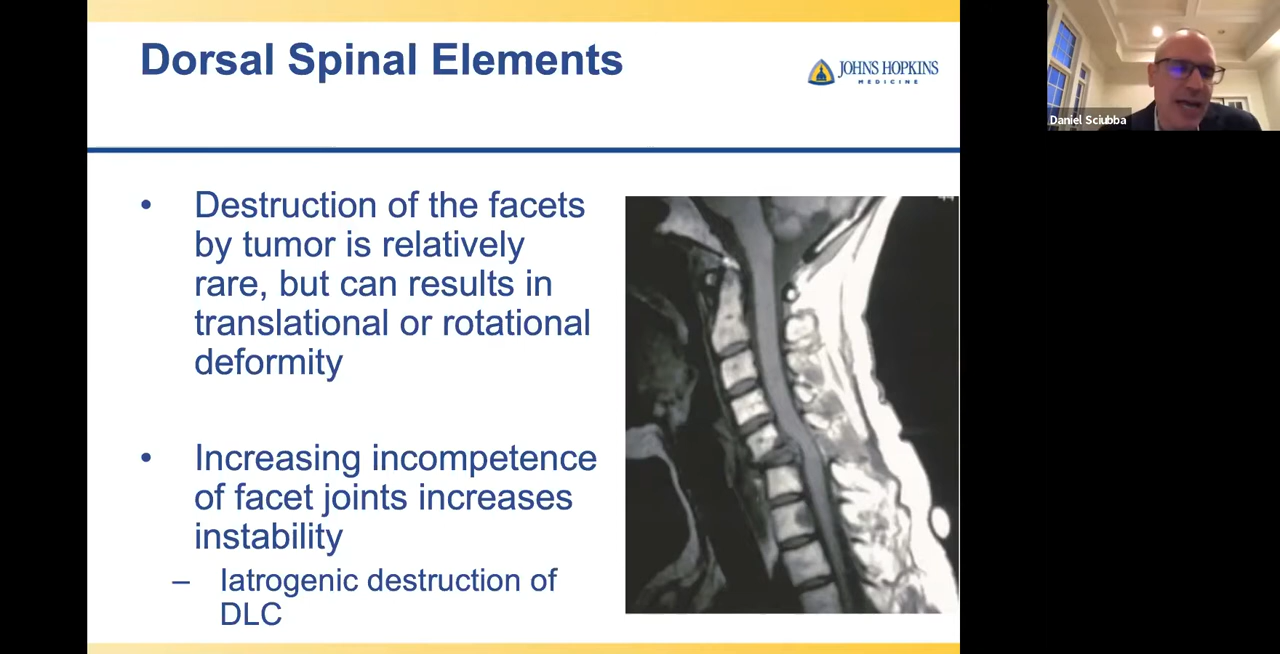 Dorsal Spinal Elements
JOHNS HOPKINS
MEDICINE
Daniel Sciubba
• Destruction of the facets
by tumor is relatively
rare, but can results in
translational or rotational
deformity
• Increasing incompetence
of facet joints increases
instability
– Iatrogenic destruction of
DLC